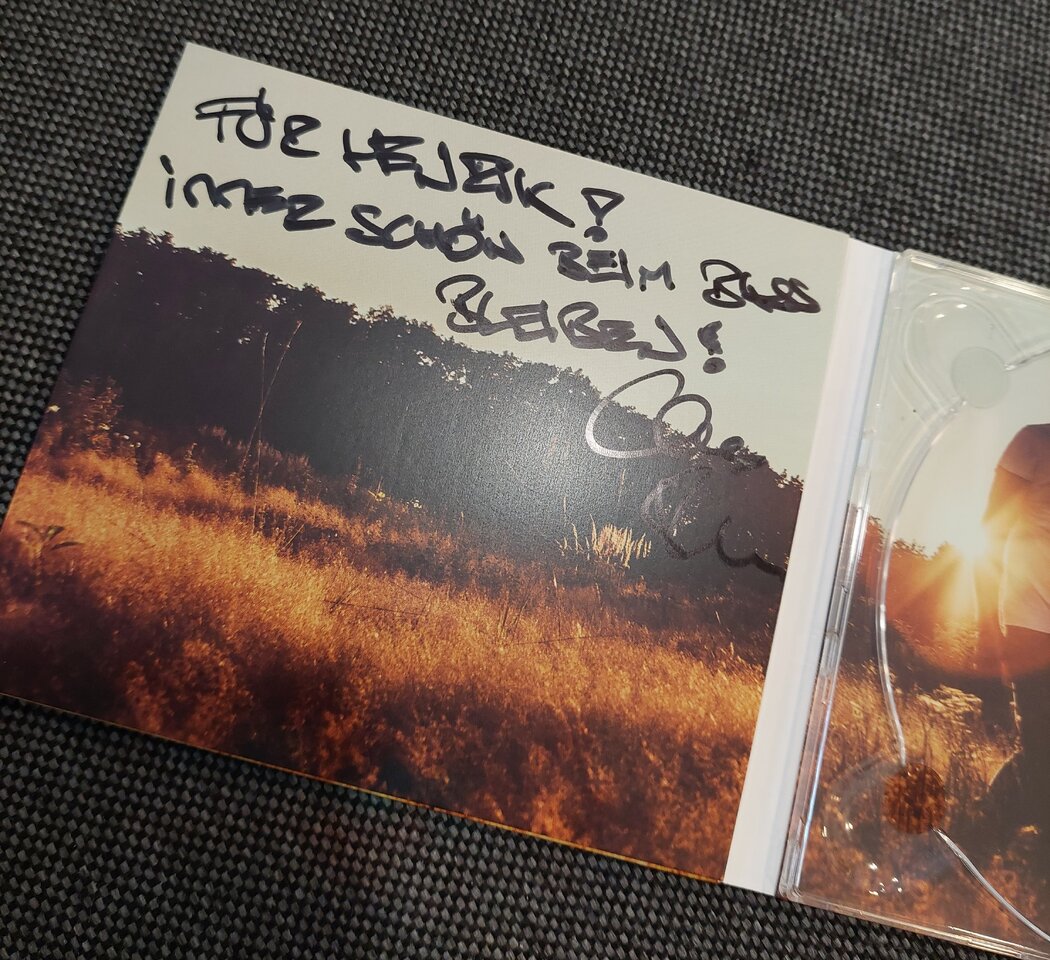 FÜR HENRIK!
IMMER SCHÖN BEIM BASS
BLEIBEN!